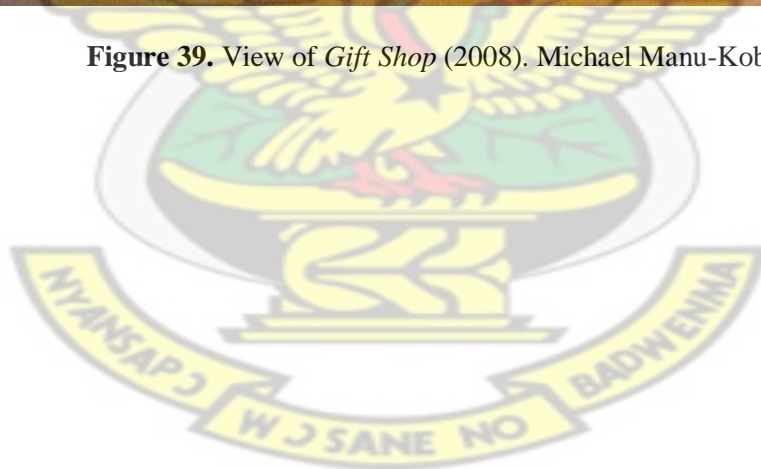 Figure 39. View of Gift Shop (2008). Michael Manu-Kob
NYANSAPƆ
WƆSANE NO
BADWENMA